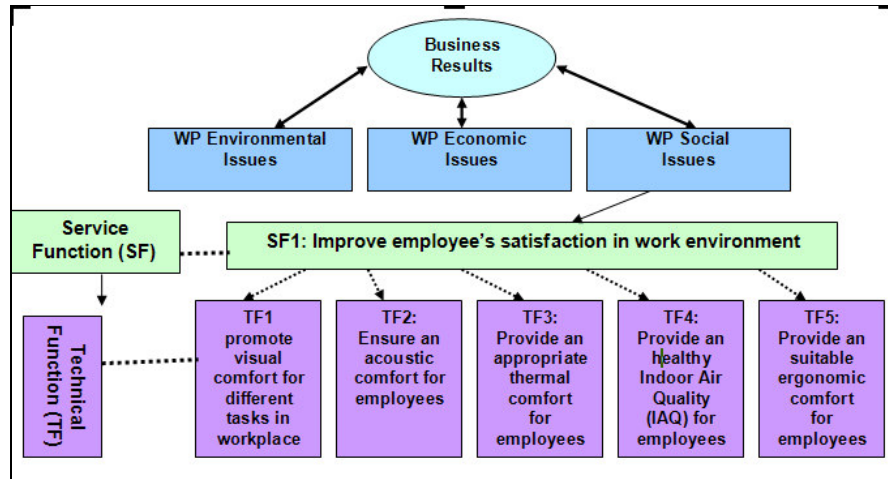 Business
Results
WP Environmental
Issues
WP Economic
Issues
WP Social
Issues
Service
Function (SF)
SF1: Improve employee's satisfaction in work environment
Technical
Function (TF)
TF1
promote
visual
comfort for
different
tasks in
workplace
TF2:
Ensure an
acoustic
comfort for
employees
TF3:
Provide an
appropriate
thermal
comfort
for
employees
TF4:
Provide an
healthy
Indoor Air
Quality
(IAQ) for
employees
TF5:
Provide an
suitable
ergonomic
comfort
for
employees